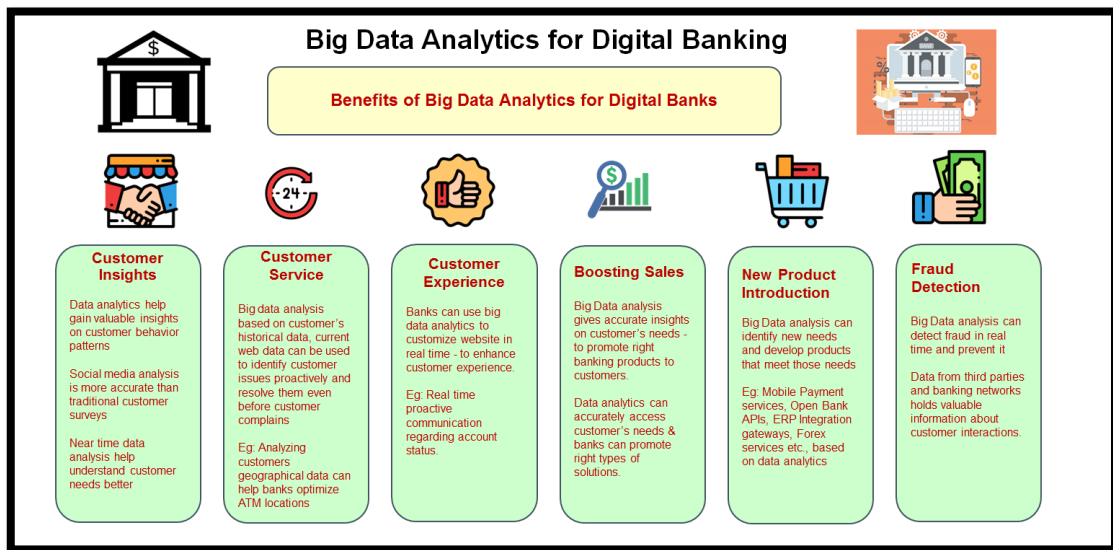 Big Data Analytics for Digital Banking
$
Benefits of Big Data Analytics for Digital Banks
24
$
Customer
Insights
Data analytics help
gain valuable insights
on customer behavior
patterns
Social media analysis
is more accurate than
traditional customer
surveys
Near time data
analysis help
understand customer
needs better
Customer
Service
Big data analysis
based on customer's
historical data, current
web data can be used
to identify customer
issues proactively and
resolve them even
before customer
complains
Eg: Analyzing
customers
geographical data can
help banks optimize
ATM locations
Customer
Experience
Banks can use big
data analytics to
customize website in
real time - to enhance
customer experience.
Eg: Real time
proactive
communication
regarding account
status.
Boosting Sales
Big Data analysis
gives accurate insights
on customer's needs -
to promote right
banking products to
customers.
Data analytics can
accurately access
customer's needs &
banks can promote
right types of
solutions.
New Product
Introduction
Big Data analysis can
identify new needs
and develop products
that meet those needs
Eg: Mobile Payment
services, Open Bank
APIs, ERP Integration
gateways, Forex
services etc., based
on data analytics
Fraud
Detection
Big Data analysis can
detect fraud in real
time and prevent it
Data from third parties
and banking networks
holds valuable
information about
customer interactions.